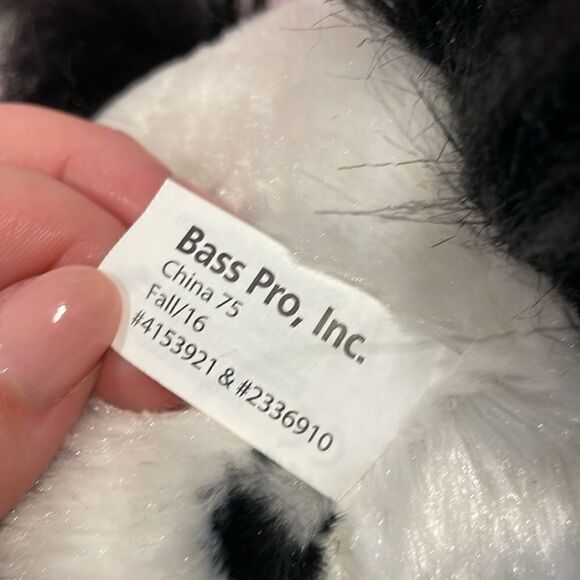 Bass Pro, Inc.
China 75
Fall/16
#4153921 & #2336910